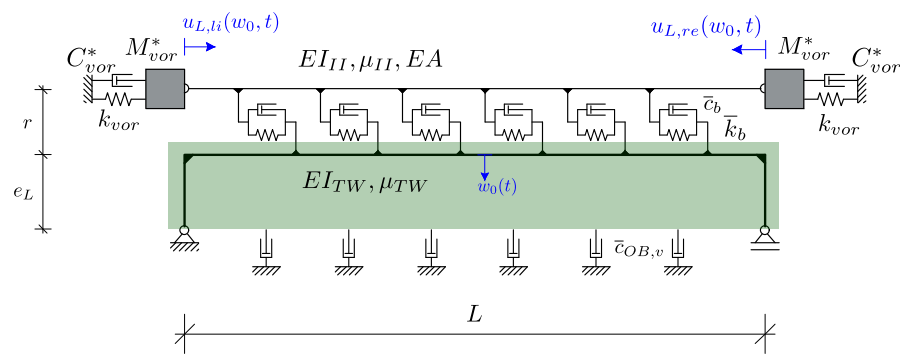 u_{L,li}(w_0, t)
u_{L,re}(w_0, t)
C^*_{vor}
M^*_{vor}
EI_{II}, μ_{II}, EA
M^*_{vor}
C^*_{vor}
k_{vor}
k_{vor}
r
c̅_b
k̅_b
EI_{TW}, μ_{TW}
w_0(t)
e_L
c̅_{OB,v}
L